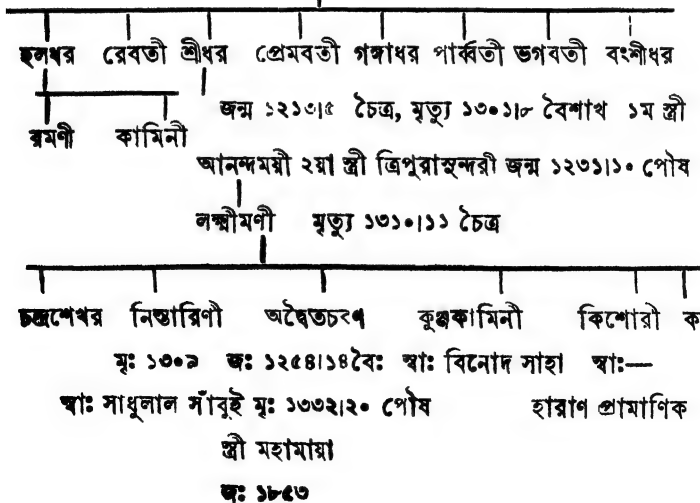 হলধর রেবতী শ্রীধর প্রেমবতী গঙ্গাধর পার্ব্বতী ভগবতী বংশীধর
জন্ম ১২১৩।৫ চৈত্র, মৃত্যু ১৩০১।৮ বৈশাখ ১ম স্ত্রী
রমণী কামিনী
আনন্দময়ী ২য়া স্ত্রী ত্রিপুরাসুন্দরী জন্ম ১২৩১।১০ পৌষ
লক্ষ্মীমণী মৃত্যু ১৩১০।১১ চৈত্র
চন্দ্রশেখর নিস্তারিণী অদ্বৈতচরণ কুঞ্জকামিনী কিশোরী ক
মৃঃ ১৩০৯ জঃ ১২৫৪।১৪বৈঃ স্বাঃ বিনোদ সাহা স্বাঃ—
স্বাঃ সাধুলাল সাঁবুই মৃঃ ১৩৩২।২০ পৌষ হারাণ প্রামাণিক
স্ত্রী মহামায়া
জঃ ১৮৫৩